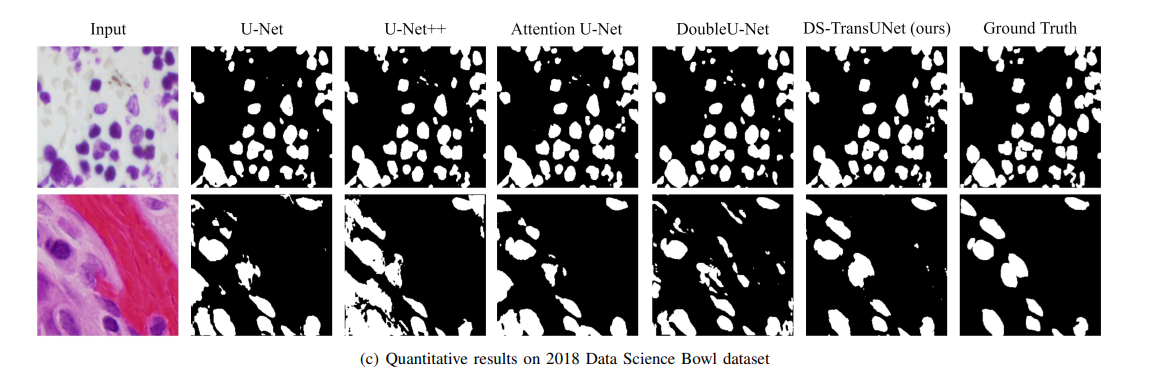 Input U-Net U-Net++ Attention U-Net DoubleU-Net DS-TransUNet (ours) Ground Truth
(c) Quantitative results on 2018 Data Science Bowl dataset